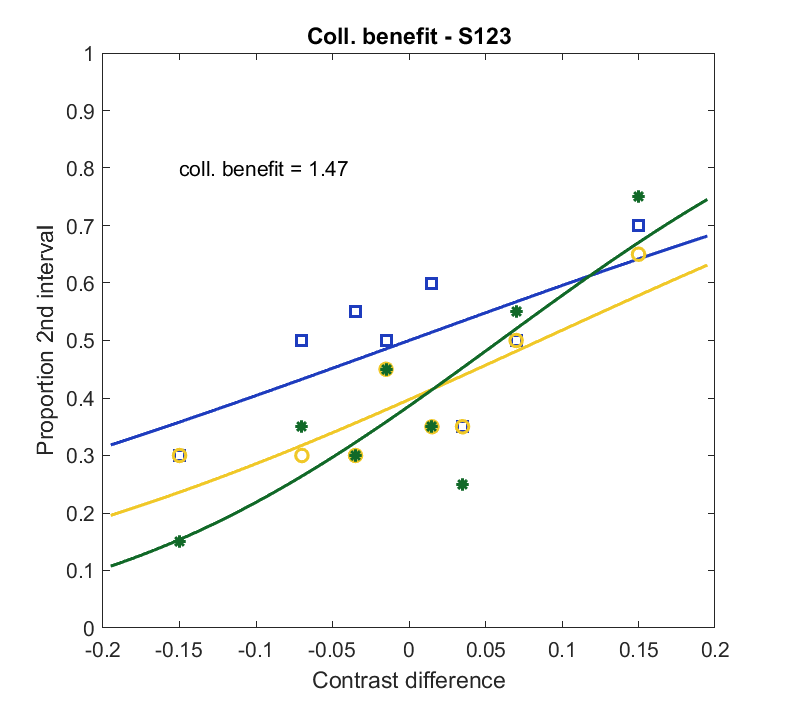 Coll. benefit - S123
1
0.9
0.8
0.7
0.6
0.5
0.4
0.3
0.2
0.1
0
coll. benefit = 1.47
Proportion 2nd interval
-0.2 -0.15 -0.1 -0.05 0 0.05 0.1 0.15 0.2
Contrast difference